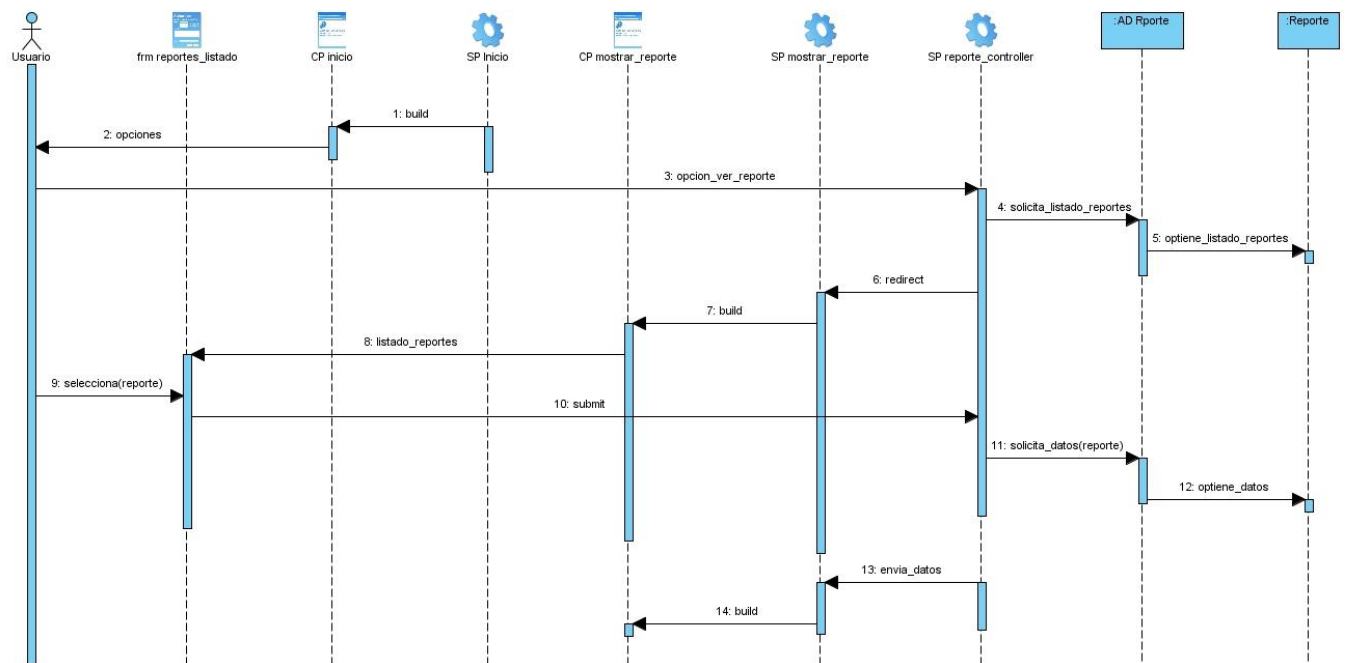 :AD Rporte
:Reporte
Usuario
frm reportes_listado
CP inicio
SP Inicio
CP mostrar_reporte
SP mostrar_reporte
SP reporte_controller
1: build
2: opciones
3: opcion_ver_reporte
4: solicita_listado_reportes
5: optiene_listado_reportes
6: redirect
7: build
8: listado_reportes
9: selecciona(reporte)
10: submit
11: solicita_datos(reporte)
12: optiene_datos
13: envia_datos
14: build